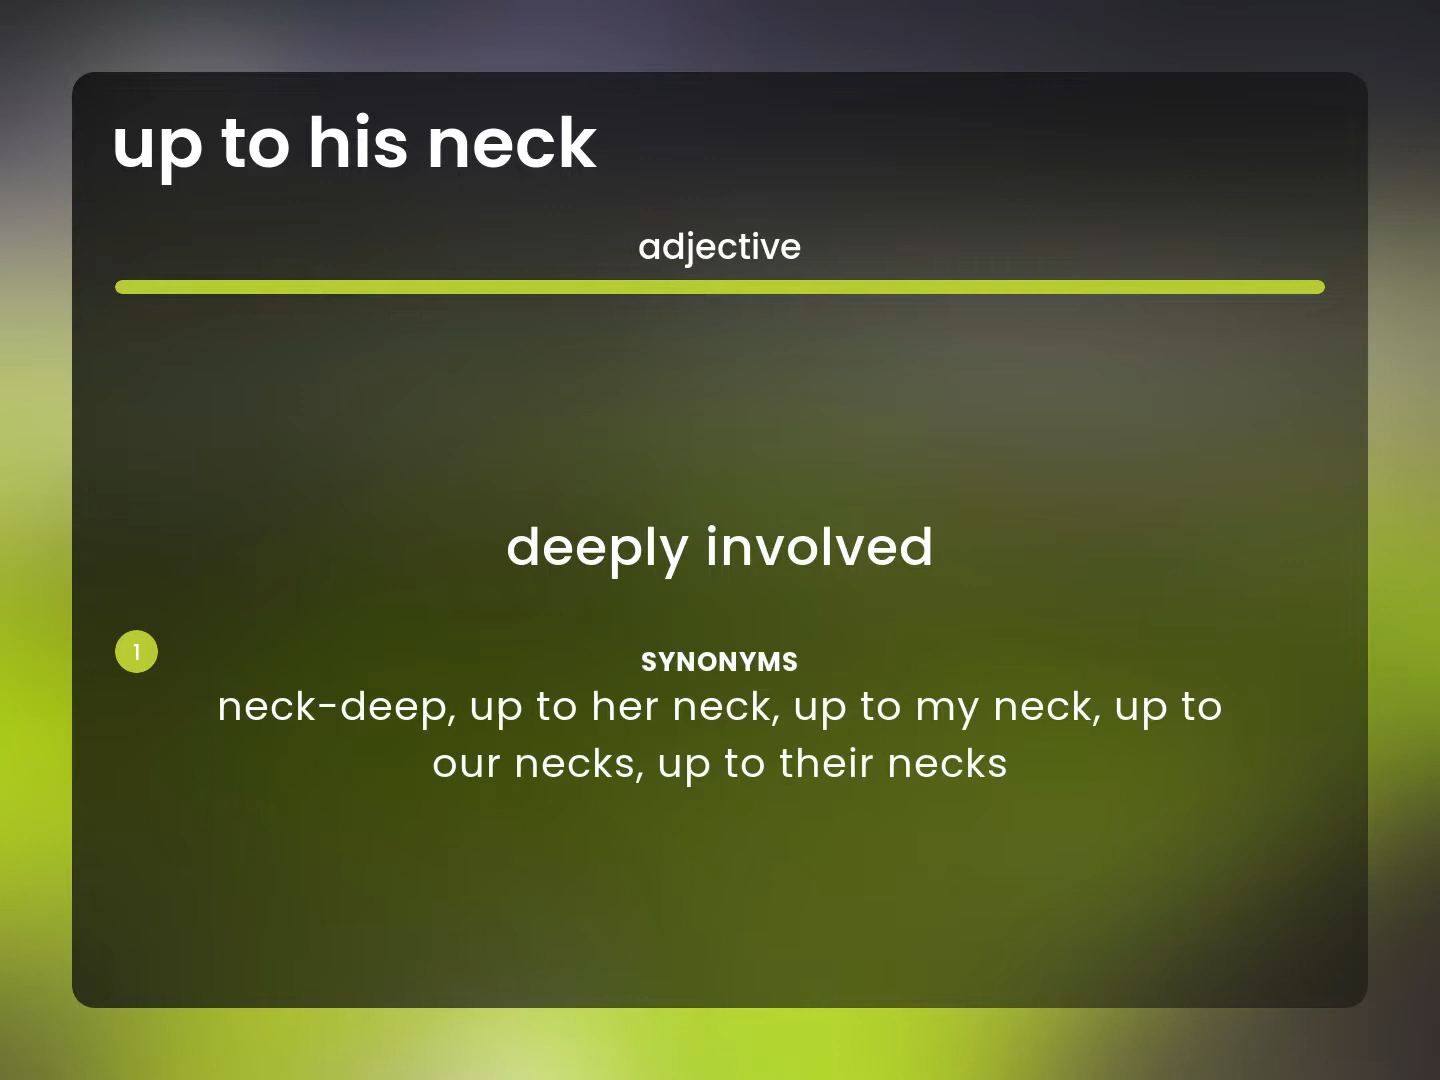 up to his neck
adjective
deeply involved
1
SYNONYMS
neck-deep, up to her neck, up to my neck, up to
our necks, up to their necks